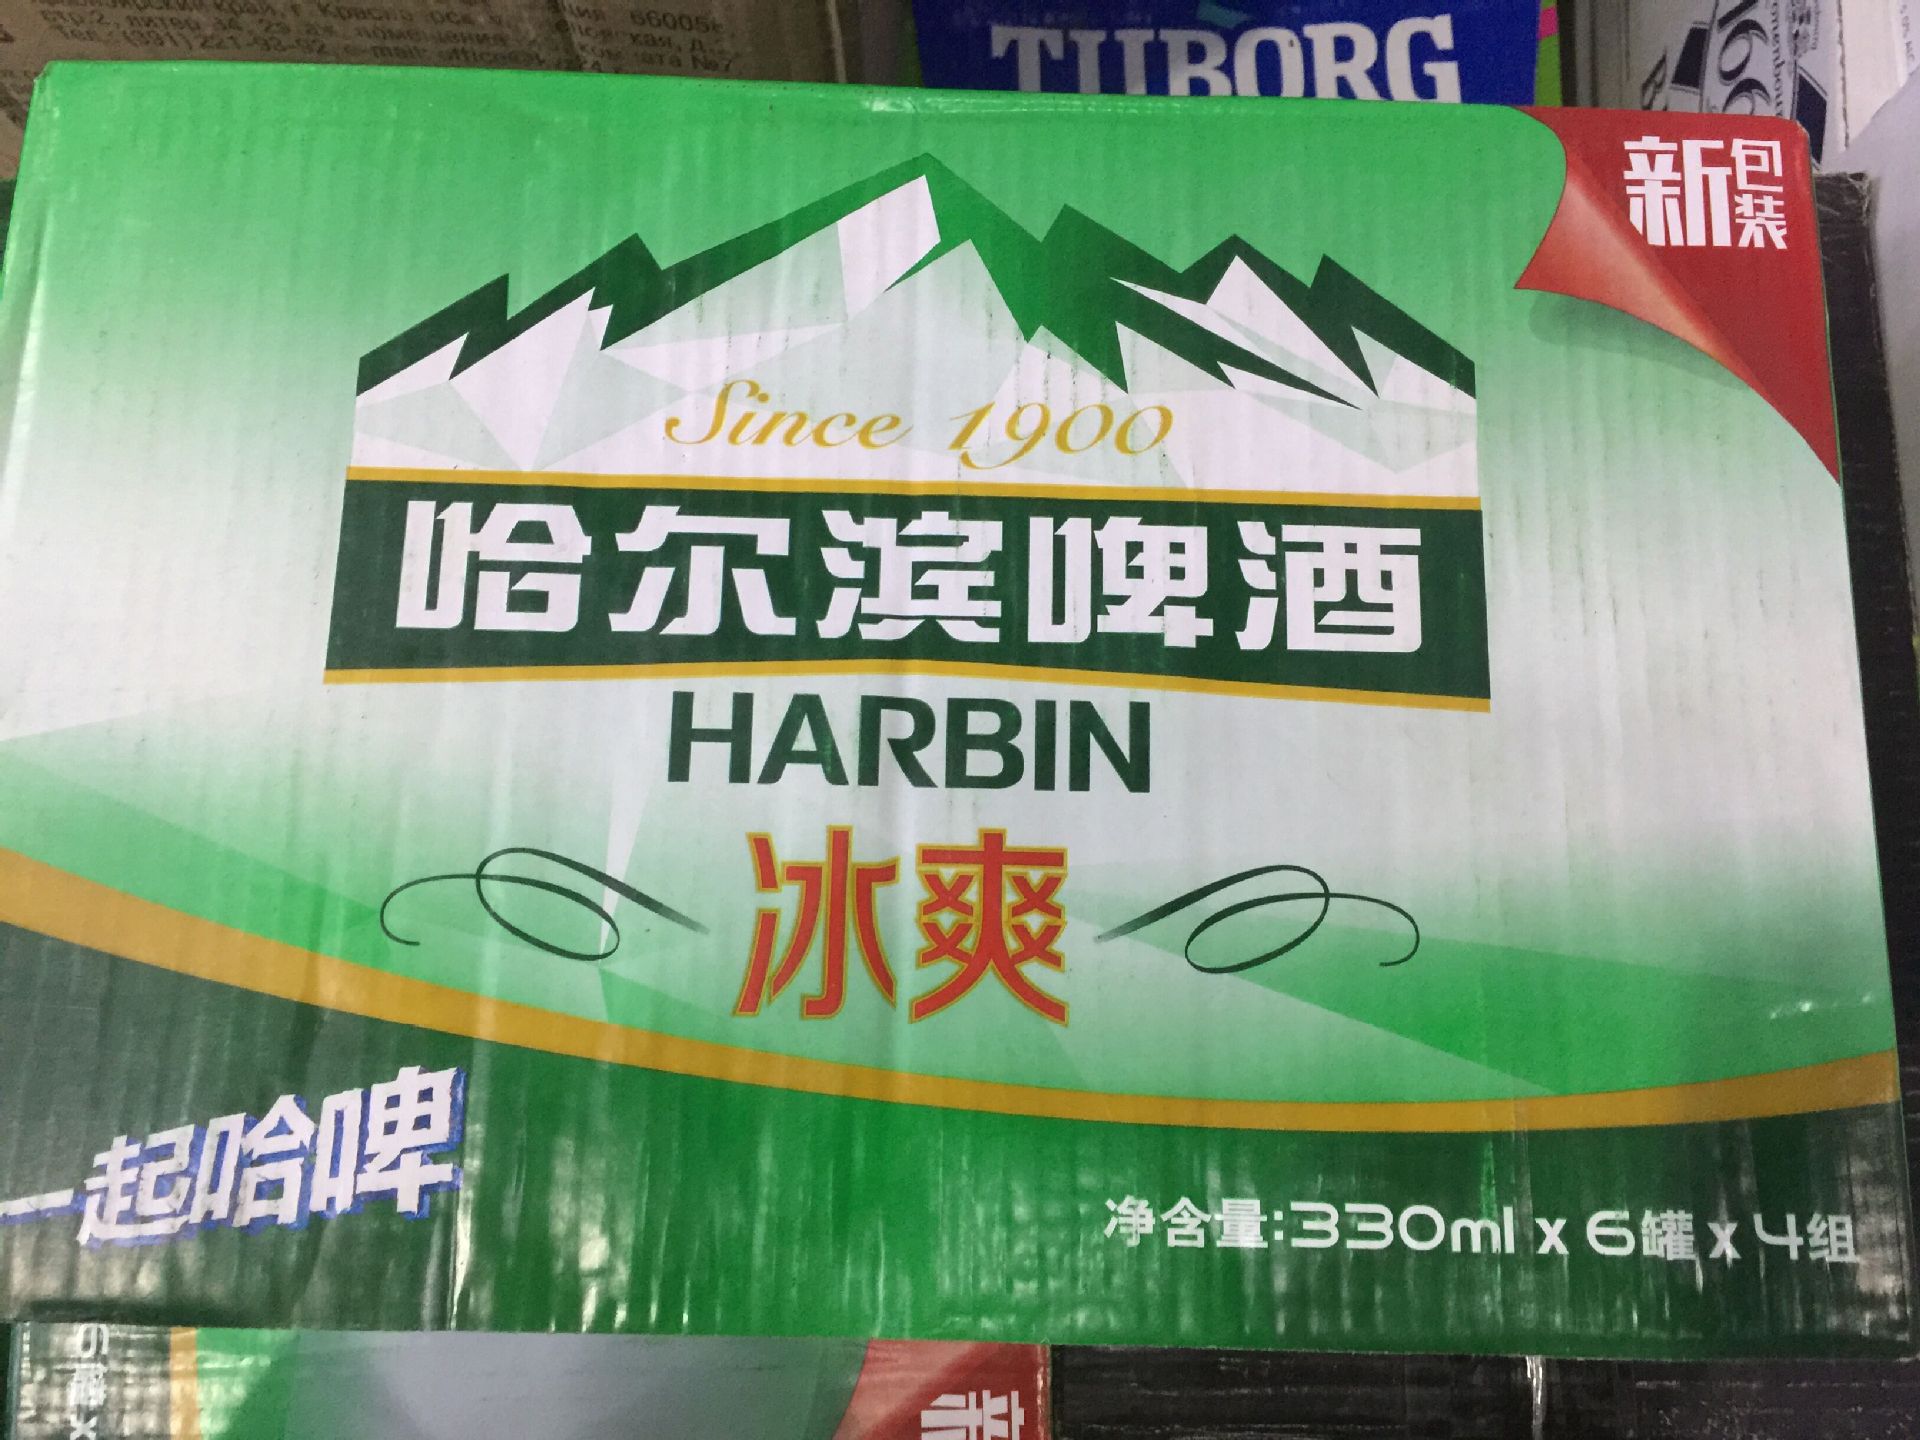 TUBORG
新包装
Since 1900
哈尔滨啤酒
HARBIN
冰爽
一起哈啤
净含量:330ml x 6罐 x 4组